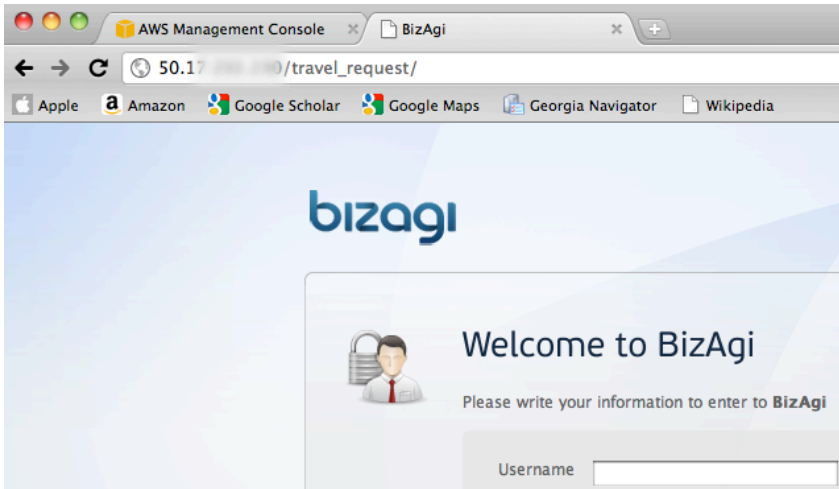 AWS Management Console
BizAgi
/travel_request/
Apple
Amazon
Google Scholar
Google Maps
Georgia Navigator
Wikipedia
bizagi
Welcome to BizAgi
Please write your information to enter to BizAgi
Username